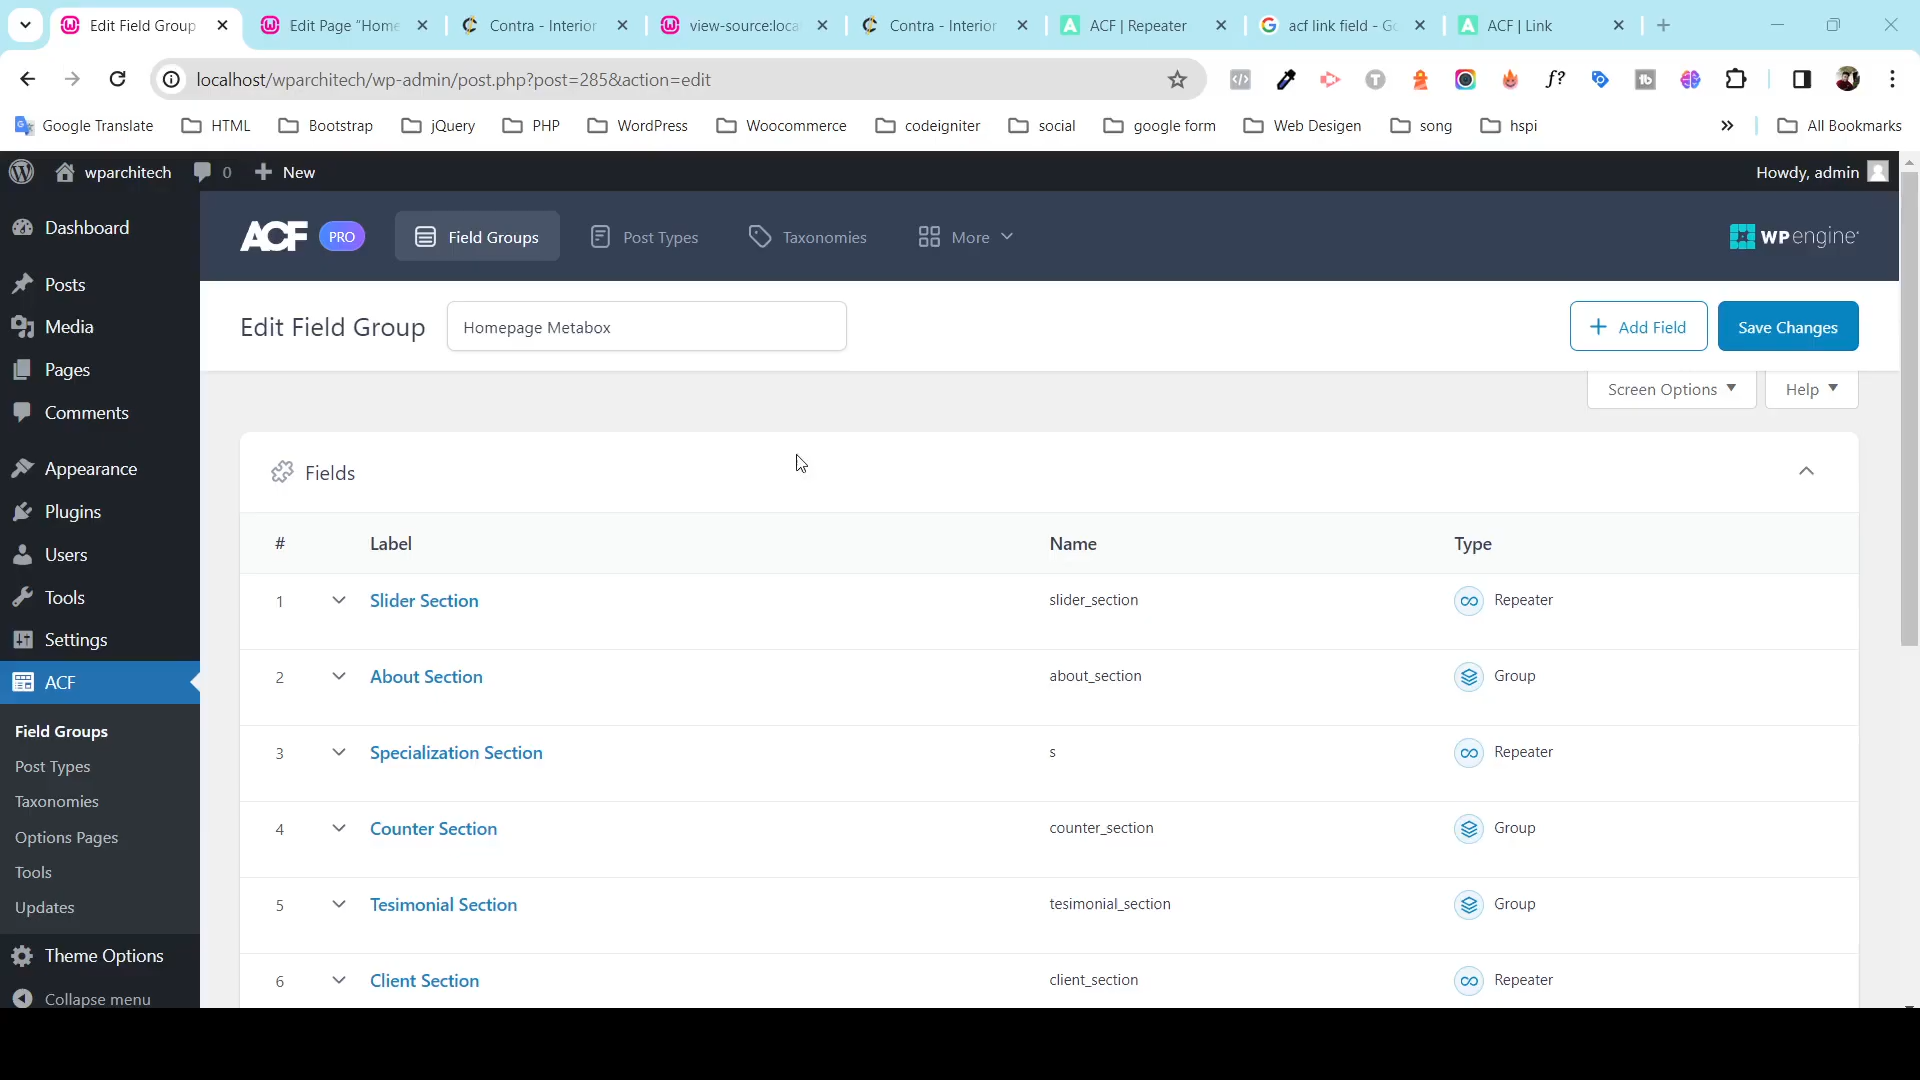 Edit Field Group
Edit Page “Home
Contra - Interior
view-source:loca
Contra - Interior
ACF | Repeater
acf link field - Go
ACF | Link
localhost/wparchitech/wp-admin/post.php?post=285&action=edit
Google Translate
HTML
Bootstrap
jQuery
PHP
WordPress
Woocommerce
codeigniter
social
google form
Web Desigen
song
hspi
All Bookmarks
wparchitech
0
New
Howdy, admin
Dashboard
Posts
Media
Pages
Comments
Appearance
Plugins
Users
Tools
Settings
ACF
Field Groups
Post Types
Taxonomies
Options Pages
Tools
Updates
Theme Options
Collapse menu
ACF PRO
Field Groups
Post Types
Taxonomies
More
WP engine
Edit Field Group
Homepage Metabox
Add Field
Save Changes
Screen Options
Help
Fields
# Label Name Type
1 Slider Section slider_section Repeater
2 About Section about_section Group
3 Specialization Section s Repeater
4 Counter Section counter_section Group
5 Tesimonial Section tesimonial_section Group
6 Client Section client_section Repeater